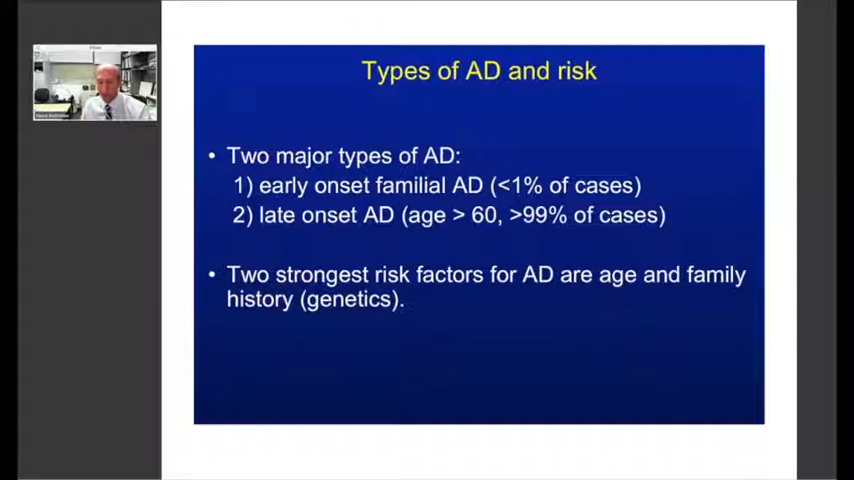 Types of AD and risk
• Two major types of AD:
1) early onset familial AD (<1% of cases)
2) late onset AD (age > 60, >99% of cases)
• Two strongest risk factors for AD are age and family
history (genetics).